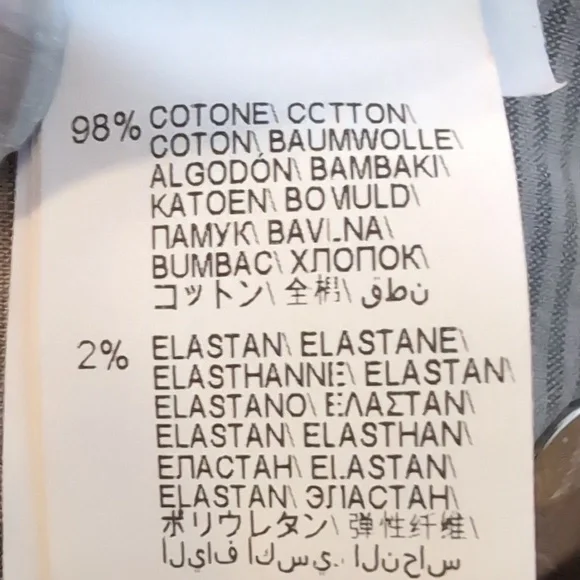 98% COTONE\ COTTON\
COTON\ BAUMWOLLE\
ALGODÓN\ BAMBAKI\
KATOEN\ BOMULD\
ПАМУК\ BAVLNA\
BUMBAC\ ХЛОПОК\
コットン\ 全棉\ قطن
2% ELASTAN\ ELASTANE\
ELASTHANNE\ ELASTAN\
ELASTANO\ ΕΛΑΣΤΑΝ\
ELASTAN\ ELASTHAN\
ЕЛАСТАН\ ELASTAN\
ELASTAN\ ЭЛАСТАН\
ポリウレタン\ 弹性纤维\